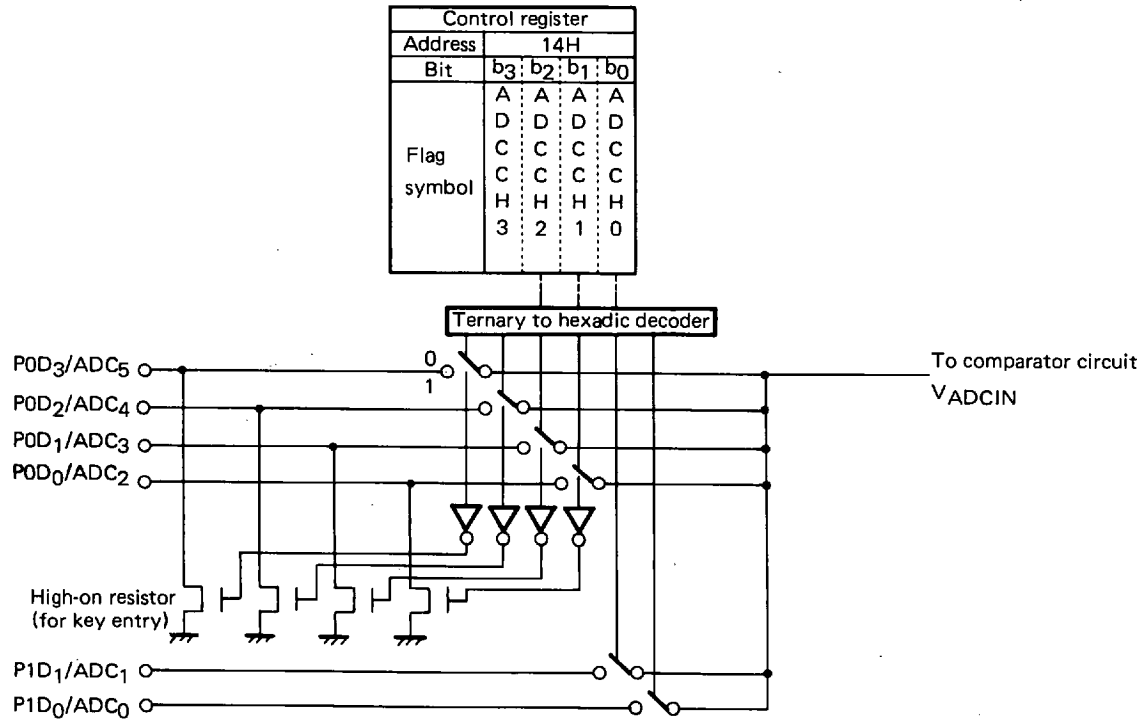 Control register
Address 14H
Bit b3 b2 b1 b0
Flag symbol
A D C C H 3
A D C C H 2
A D C C H 1
A D C C H 0
Ternary to hexadic decoder
0
1
P0D3/ADC5
P0D2/ADC4
P0D1/ADC3
P0D0/ADC2
To comparator circuit
VADCIN
High-on resistor
(for key entry)
P1D1/ADC1
P1D0/ADC0